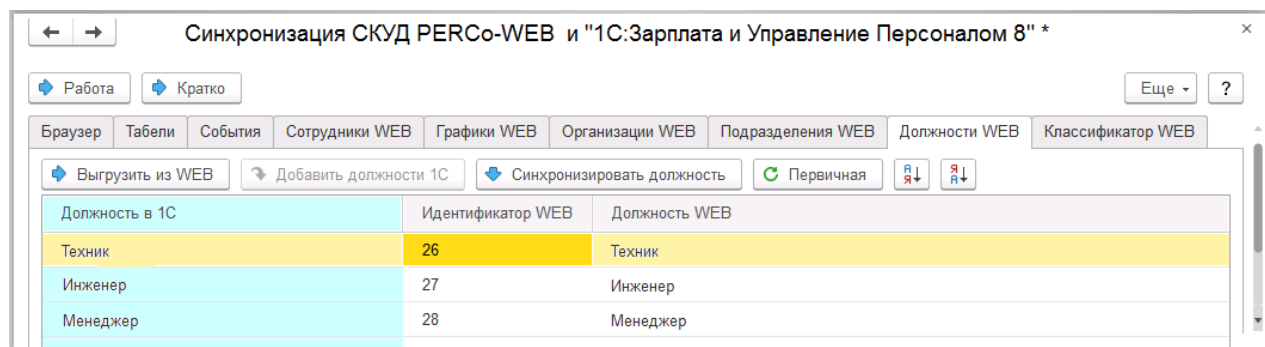 Синхронизация СКУД PERCo-WEB и "1С:Зарплата и Управление Персоналом 8" *
Работа Кратко Еще ?
Браузер Табели События Сотрудники WEB Графики WEB Организации WEB Подразделения WEB Должности WEB Классификатор WEB
Выгрузить из WEB Добавить должности 1С Синхронизировать должность Первичная А Я Я А
Должность в 1С Идентификатор WEB Должность WEB
Техник 26 Техник
Инженер 27 Инженер
Менеджер 28 Менеджер